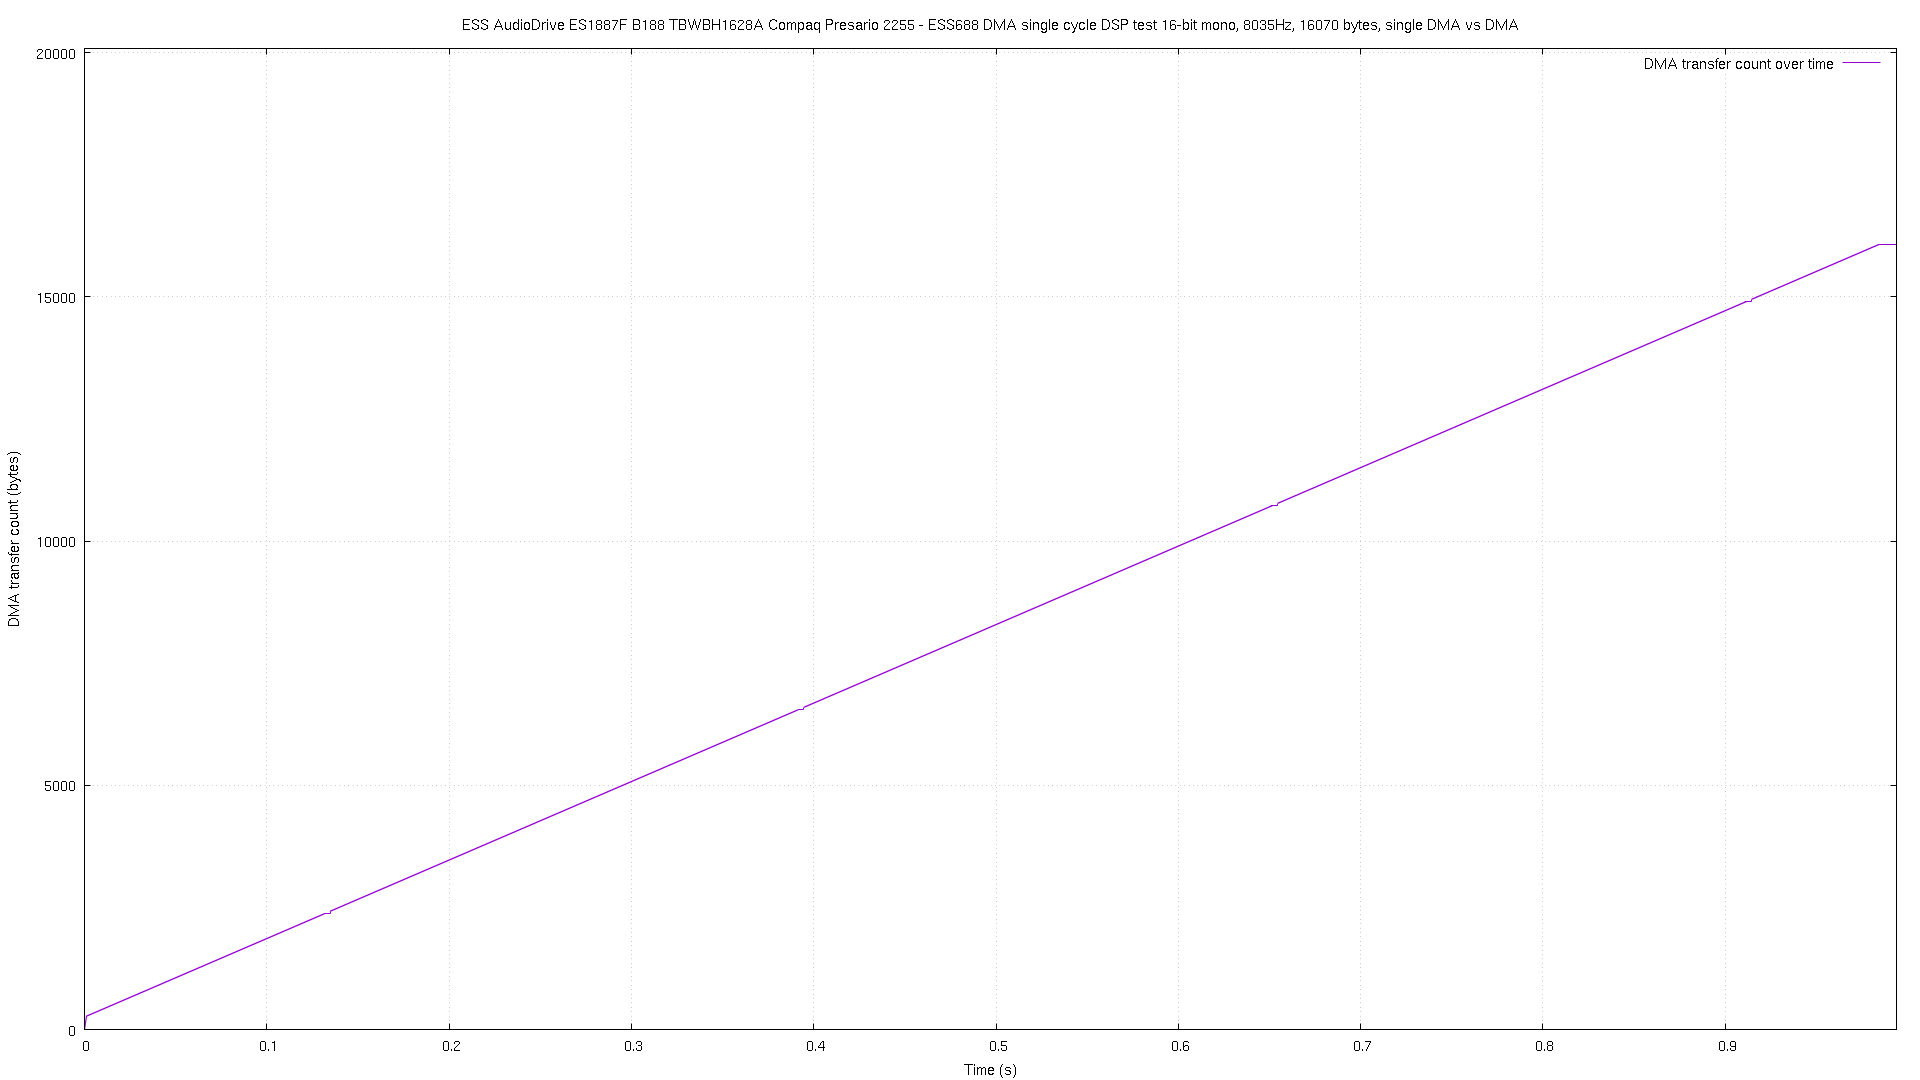 ESS AudioDrive ES1887F B188 TBWBH1628A Compaq Presario 2255 - ESS688 DMA single cycle DSP test 16-bit mono, 8035Hz, 16070 bytes, single DMA vs DMA
DMA transfer count over time
20000
15000
10000
5000
0
DMA transfer count (bytes)
0 0.1 0.2 0.3 0.4 0.5 0.6 0.7 0.8 0.9
Time (s)